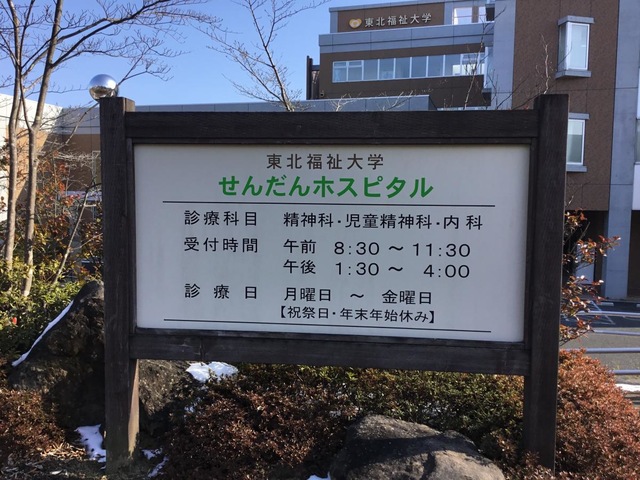 東北福祉大学
東北福祉大学
せんだんホスピタル
診療科目 精神科・児童精神科・内科
受付時間 午前 8:30 ～ 11:30
午後 1:30 ～ 4:00
診療日 月曜日 ～ 金曜日
【祝祭日・年末年始休み】